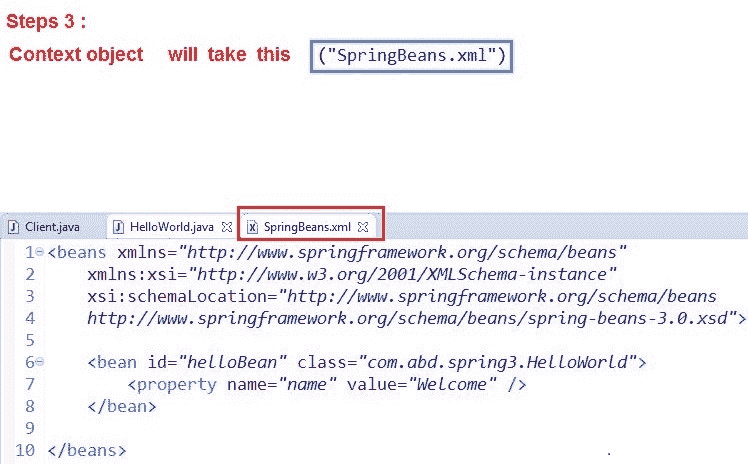 Steps 3 :
Context object will take this ("SpringBeans.xml")
Client.java HelloWorld.java SpringBeans.xml
1 <beans xmlns="http://www.springframework.org/schema/beans"
2 xmlns:xsi="http://www.w3.org/2001/XMLSchema-instance"
3 xsi:schemaLocation="http://www.springframework.org/schema/beans
4 http://www.springframework.org/schema/beans/spring-beans-3.0.xsd">
5
6 <bean id="helloBean" class="com.abd.spring3.HelloWorld">
7 <property name="name" value="Welcome" />
8 </bean>
9
10 </beans>